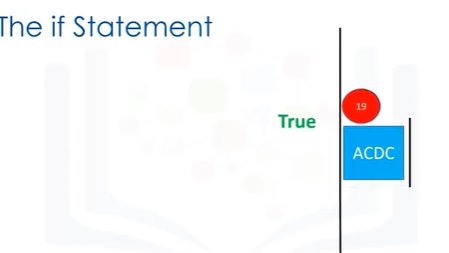 The if Statement
19
True
ACDC